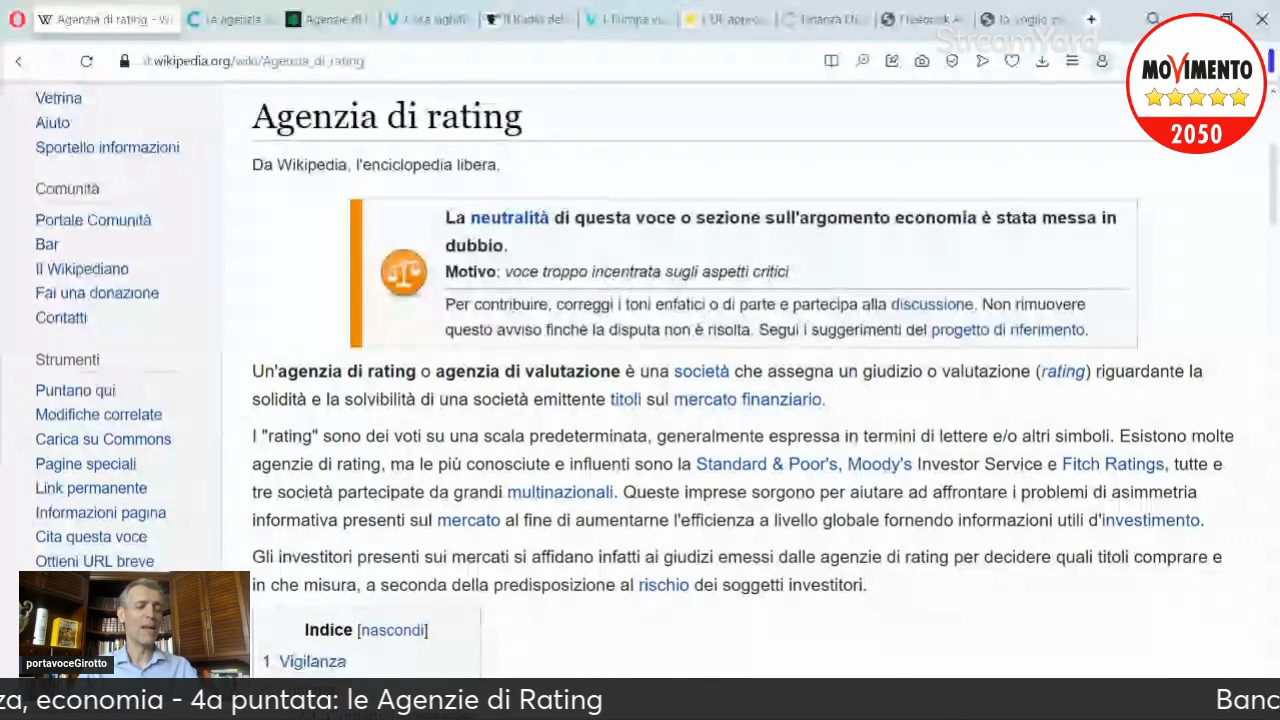 Agenzia di rating - Wi
StreamYard
it.wikipedia.org/wiki/Agenzia_di_rating
MOVIMENTO
2050
Vetrina
Aiuto
Sportello informazioni
Comunità
Portale Comunità
Bar
Il Wikipediano
Fai una donazione
Contatti
Strumenti
Puntano qui
Modifiche correlate
Carica su Commons
Pagine speciali
Link permanente
Informazioni pagina
Cita questa voce
Ottieni URL breve
Agenzia di rating
Da Wikipedia, l'enciclopedia libera.
La neutralità di questa voce o sezione sull'argomento economia è stata messa in
dubbio.
Motivo: voce troppo incentrata sugli aspetti critici
Per contribuire, correggi i toni enfatici o di parte e partecipa alla discussione. Non rimuovere
questo avviso finché la disputa non è risolta. Segui i suggerimenti del progetto di riferimento.
Un'agenzia di rating o agenzia di valutazione è una società che assegna un giudizio o valutazione (rating) riguardante la
solidità e la solvibilità di una società emittente titoli sul mercato finanziario.
I "rating" sono dei voti su una scala predeterminata, generalmente espressa in termini di lettere e/o altri simboli. Esistono molte
agenzie di rating, ma le più conosciute e influenti sono la Standard & Poor's, Moody's Investor Service e Fitch Ratings, tutte e
tre società partecipate da grandi multinazionali. Queste imprese sorgono per aiutare ad affrontare i problemi di asimmetria
informativa presenti sul mercato al fine di aumentarne l'efficienza a livello globale fornendo informazioni utili d'investimento.
Gli investitori presenti sui mercati si affidano infatti ai giudizi emessi dalle agenzie di rating per decidere quali titoli comprare e
in che misura, a seconda della predisposizione al rischio dei soggetti investitori.
Indice [nascondi]
1 Vigilanza
portavoceGirotto
za, economia - 4a puntata: le Agenzie di Rating
Banc